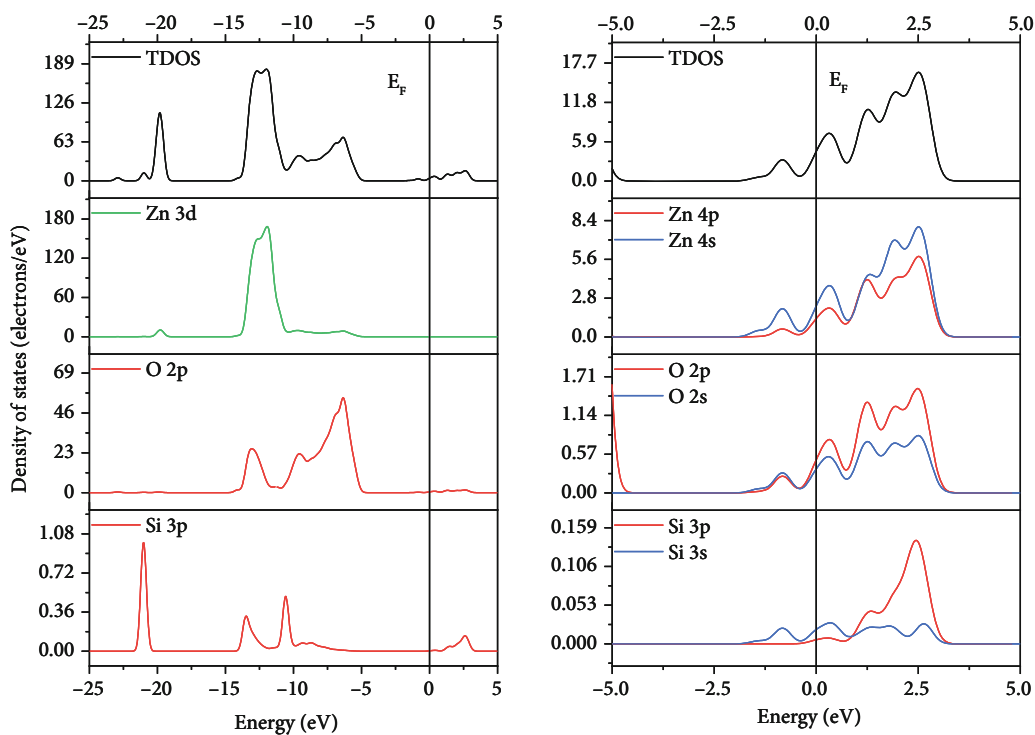 −25 −20 −15 −10 −5 0 5
TDOS
E_F
189
126
63
0
Zn 3d
180
120
60
0
O 2p
69
46
23
0
Si 3p
1.08
0.72
0.36
0.00
−25 −20 −15 −10 −5 0 5
Energy (eV)
Density of states (electrons/eV)
−5.0 −2.5 0.0 2.5 5.0
TDOS
E_F
17.7
11.8
5.9
0.0
Zn 4p
Zn 4s
8.4
5.6
2.8
0.0
O 2p
O 2s
1.71
1.14
0.57
0.00
Si 3p
Si 3s
0.159
0.106
0.053
0.000
−5.0 −2.5 0.0 2.5 5.0
Energy (eV)